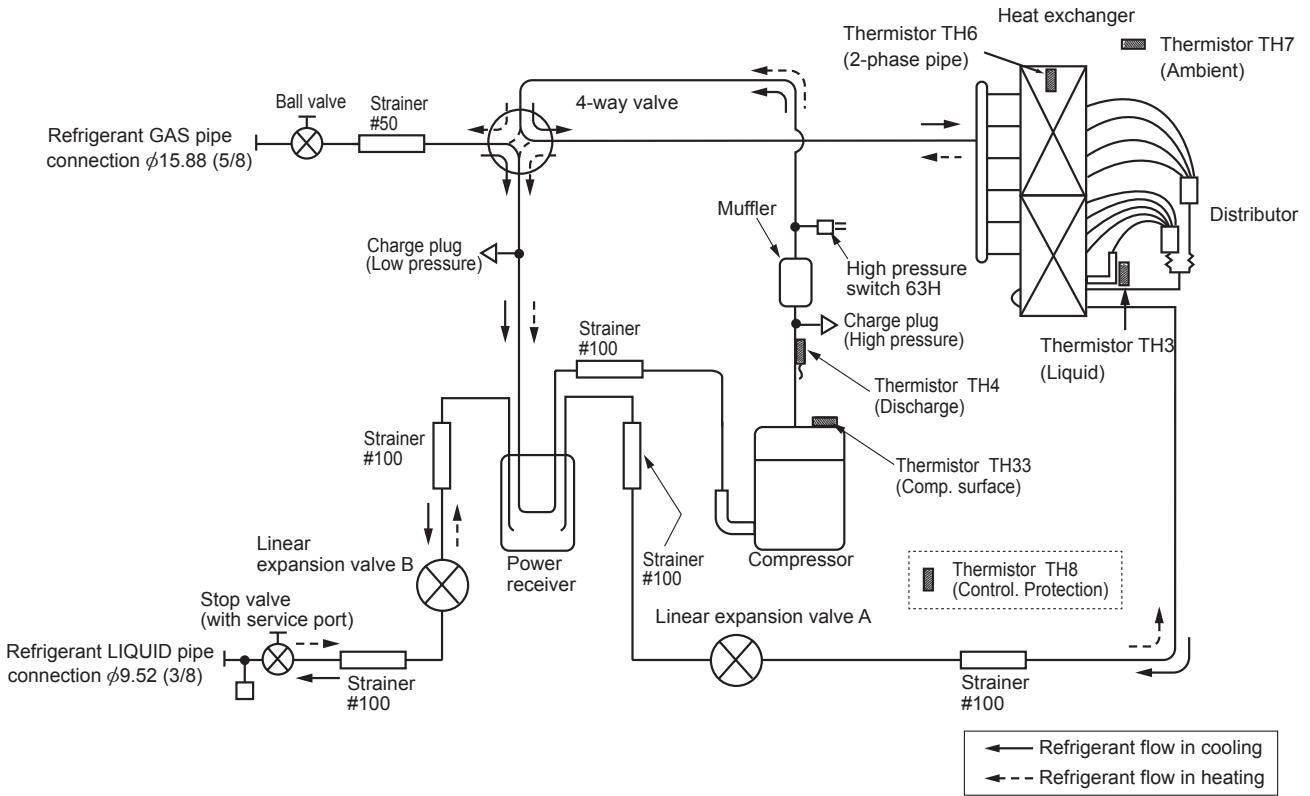 Heat exchanger
Thermistor TH6
(2-phase pipe)
Thermistor TH7
(Ambient)
Ball valve
Strainer
#50
4-way valve
Refrigerant GAS pipe
connection ϕ15.88 (5/8)
Muffler
Distributor
Charge plug
(Low pressure)
High pressure
switch 63H
Charge plug
(High pressure)
Strainer
#100
Thermistor TH3
(Liquid)
Thermistor TH4
(Discharge)
Strainer
#100
Thermistor TH33
(Comp. surface)
Linear
expansion valve B
Power
receiver
Strainer
#100
Compressor
Thermistor TH8
(Control. Protection)
Stop valve
(with service port)
Linear expansion valve A
Refrigerant LIQUID pipe
connection ϕ9.52 (3/8)
Strainer
#100
Strainer
#100
Refrigerant flow in cooling
Refrigerant flow in heating